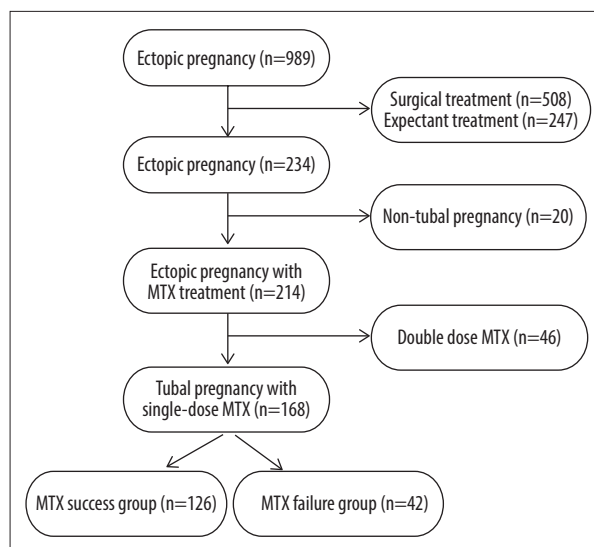 Ectopic pregnancy (n=989)
Surgical treatment (n=508)
Expectant treatment (n=247)
Ectopic pregnancy (n=234)
Non-tubal pregnancy (n=20)
Ectopic pregnancy with
MTX treatment (n=214)
Double dose MTX (n=46)
Tubal pregnancy with
single-dose MTX (n=168)
MTX success group (n=126)
MTX failure group (n=42)